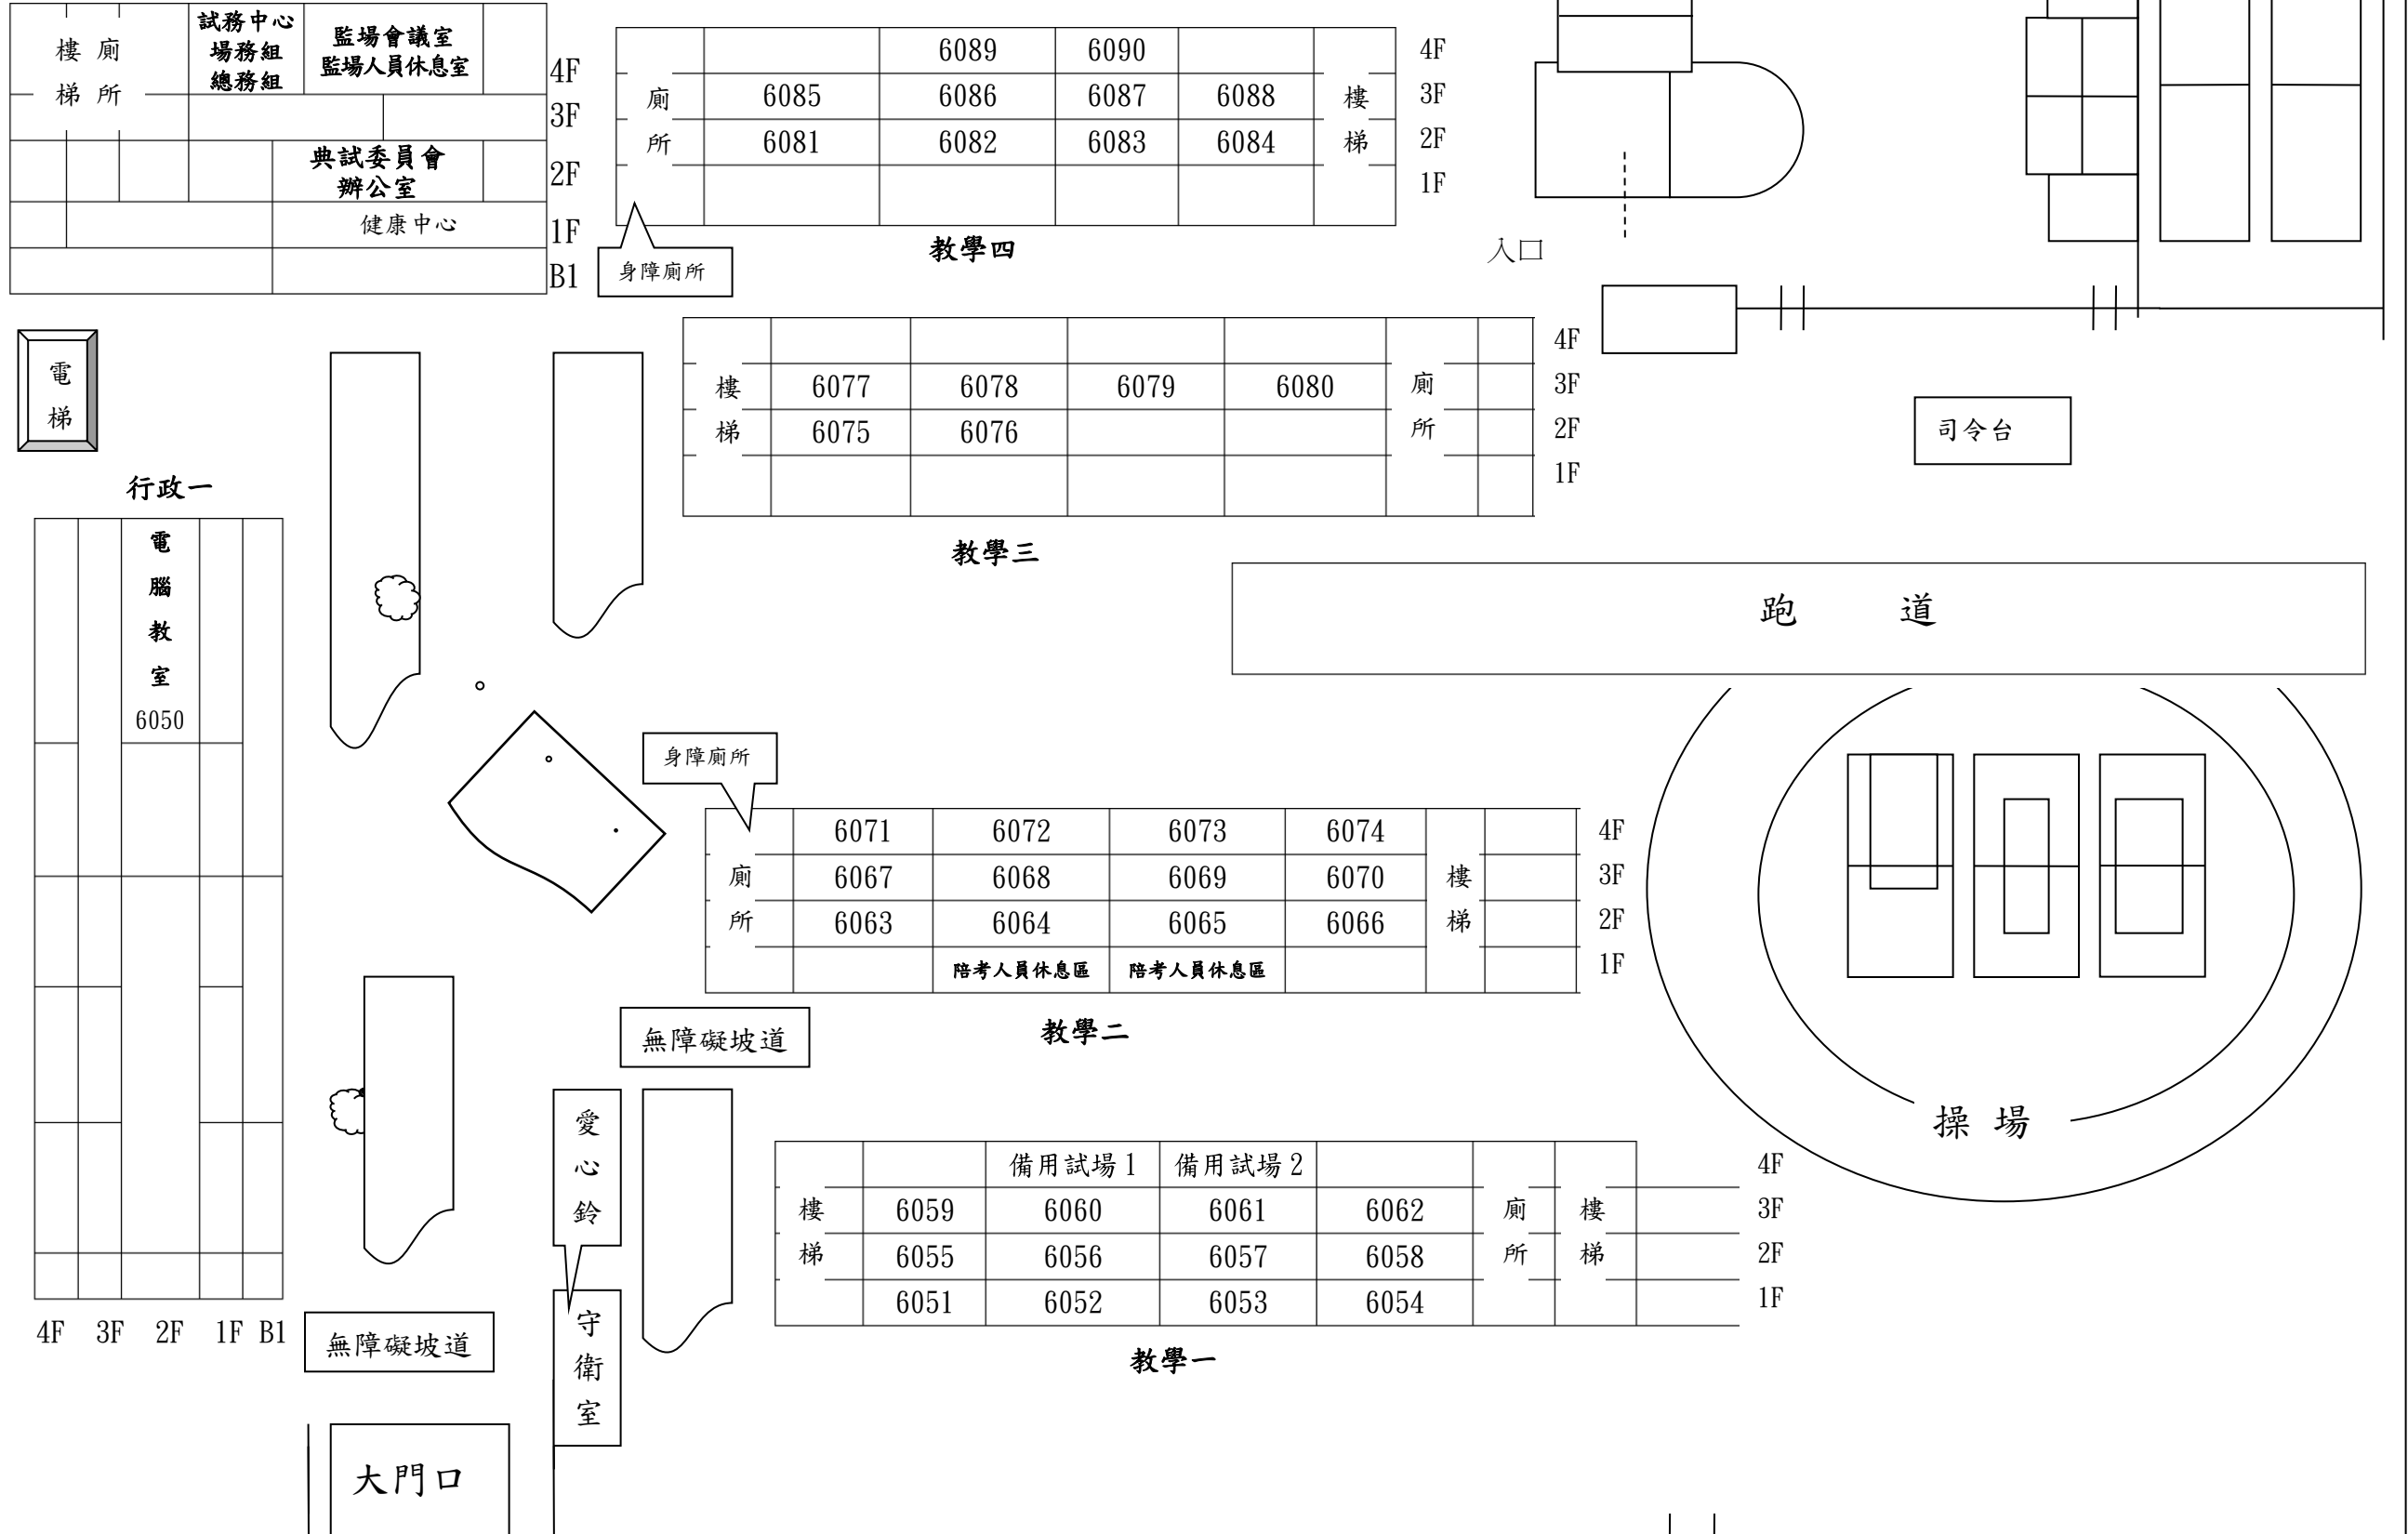 樓 廁
梯 所
試務中心
場務組
總務組
監場會議室
監場人員休息室
典試委員會
辦公室
健康中心
4F
3F
2F
1F
B1
6089 6090
6085 6086 6087 6088
6081 6082 6083 6084
廁
所
樓
梯
4F
3F
2F
1F
教學四
身障廁所
入口
電
梯
行政一
樓
梯
6077 6078 6079 6080
6075 6076
廁
所
4F
3F
2F
1F
教學三
司令台
跑 道
電
腦
教
室
6050
4F 3F 2F 1F B1
身障廁所
廁
所
6071 6072 6073 6074
6067 6068 6069 6070
6063 6064 6065 6066
陪考人員休息區 陪考人員休息區
樓
梯
4F
3F
2F
1F
教學二
無障礙坡道
操 場
愛
心
鈴
樓
梯
備用試場 1 備用試場 2
6059 6060 6061 6062
6055 6056 6057 6058
6051 6052 6053 6054
廁
所
樓
梯
4F
3F
2F
1F
教學一
無障礙坡道
守
衛
室
大門口